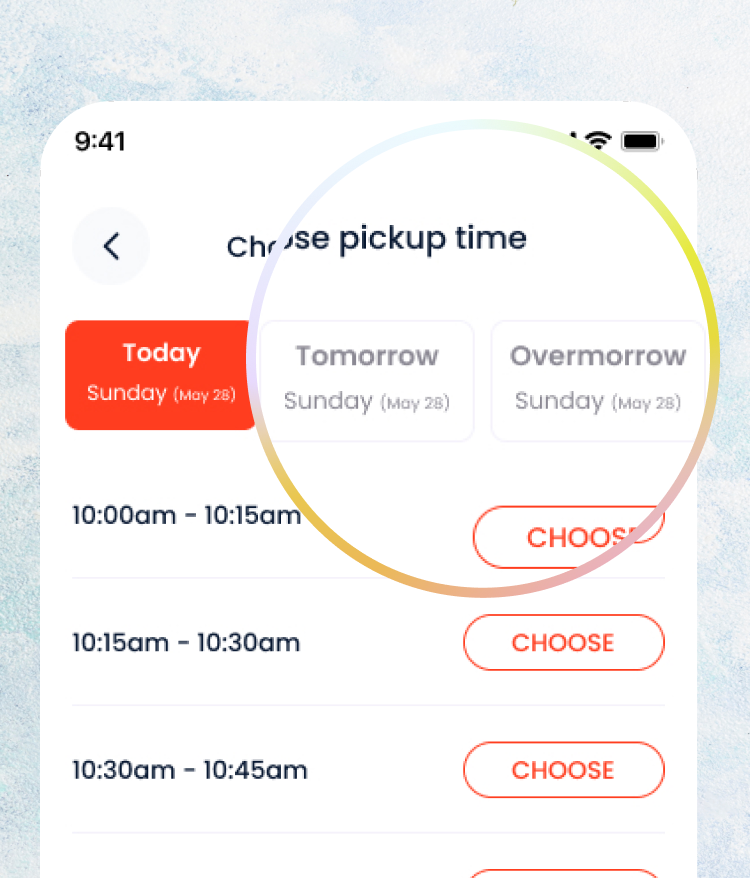 9:41
Choose pickup time
Today
Sunday (May 28)
Tomorrow
Sunday (May 28)
Overmorrow
Sunday (May 28)
10:00am - 10:15am
CHOOSE
10:15am - 10:30am
CHOOSE
10:30am - 10:45am
CHOOSE